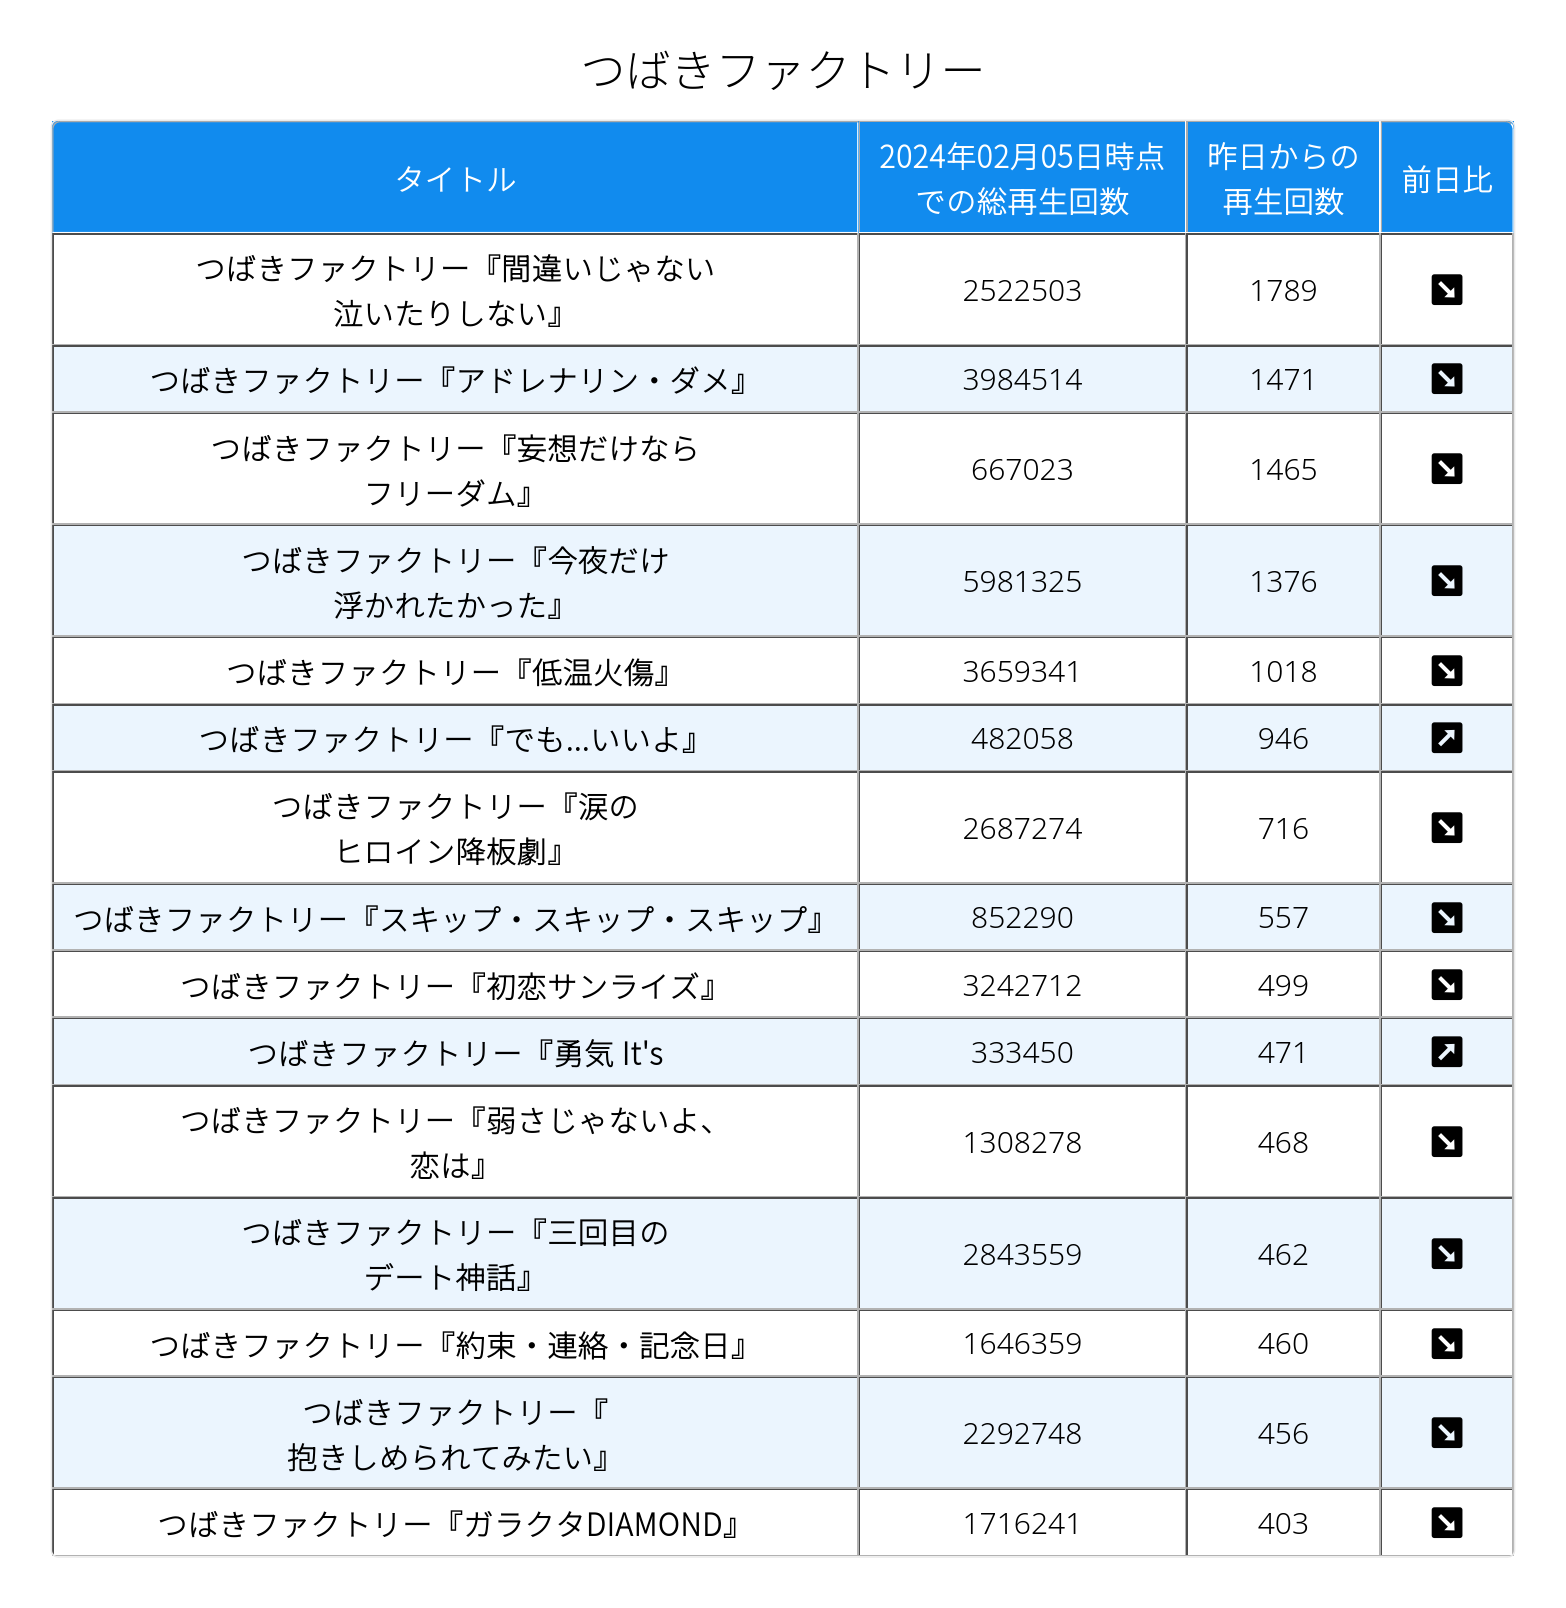 つばきファクトリー
タイトル
2024年02月05日時点
での総再生回数
昨日からの
再生回数
前日比
つばきファクトリー『間違いじゃない
泣いたりしない』
2522503
1789
つばきファクトリー『アドレナリン・ダメ』
3984514
1471
つばきファクトリー『妄想だけなら
フリーダム』
667023
1465
つばきファクトリー『今夜だけ
浮かれたかった』
5981325
1376
つばきファクトリー『低温火傷』
3659341
1018
つばきファクトリー『でも...いいよ』
482058
946
つばきファクトリー『涙の
ヒロイン降板劇』
2687274
716
つばきファクトリー『スキップ・スキップ・スキップ』
852290
557
つばきファクトリー『初恋サンライズ』
3242712
499
つばきファクトリー『勇気 It's
333450
471
つばきファクトリー『弱さじゃないよ、
恋は』
1308278
468
つばきファクトリー『三回目の
デート神話』
2843559
462
つばきファクトリー『約束・連絡・記念日』
1646359
460
つばきファクトリー『
抱きしめられてみたい』
2292748
456
つばきファクトリー『ガラクタDIAMOND』
1716241
403